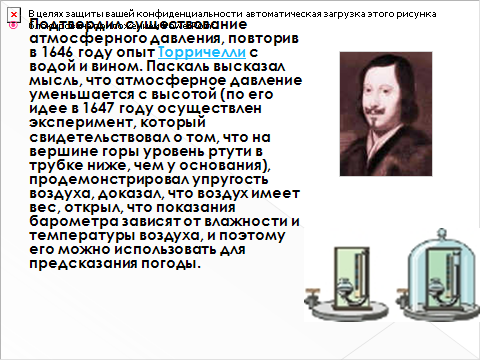 В целях защиты вашей конфиденциальности автоматическая загрузка этого рисунка
Подтвердил существование
атмосферного давления, повторив
в 1646 году опыт Торричелли с
водой и вином. Паскаль высказал
мысль, что атмосферное давление
уменьшается с высотой (по его
идее в 1647 году осуществлен
эксперимент, который
свидетельствовал о том, что на
вершине горы уровень ртути в
трубке ниже, чем у основания),
продемонстрировал упругость
воздуха, доказал, что воздух имеет
вес, открыл, что показания
барометра зависят от влажности и
температуры воздуха, и поэтому
его можно использовать для
предсказания погоды.